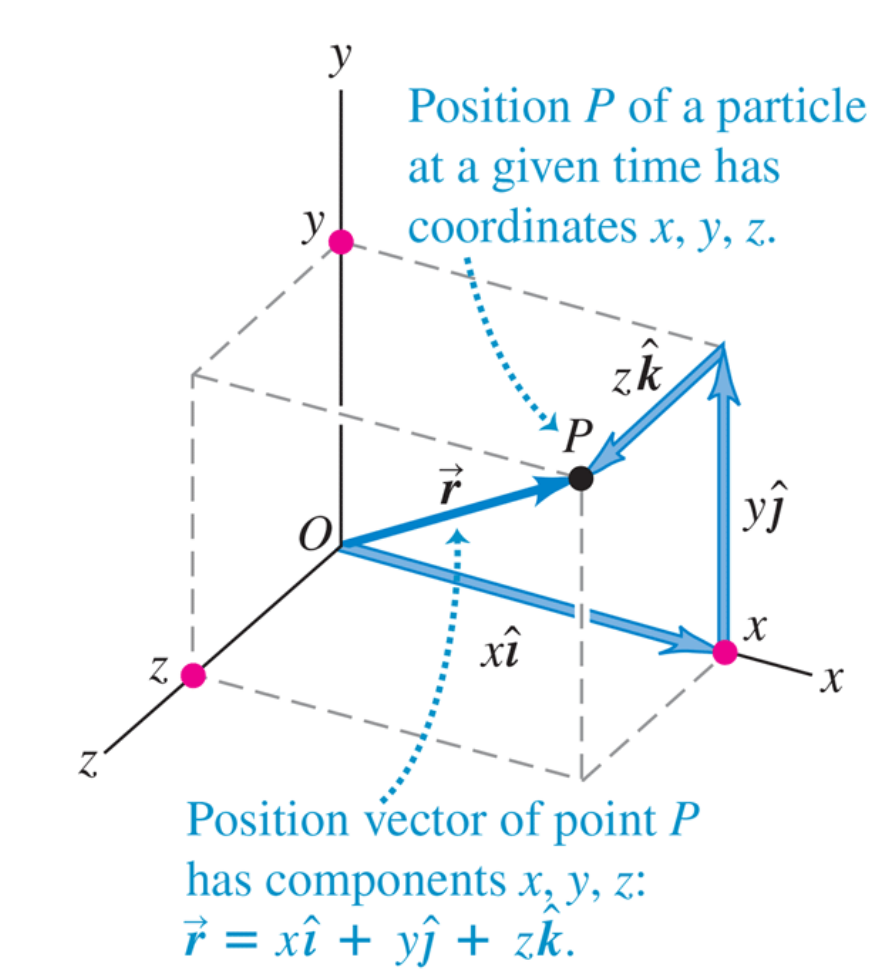 y
Position P of a particle
at a given time has
coordinates x, y, z.
y
zk̂
P
r⃗
yĵ
O
x
xî
z
x
z
Position vector of point P
has components x, y, z:
r⃗ = xî + yĵ + zk̂.